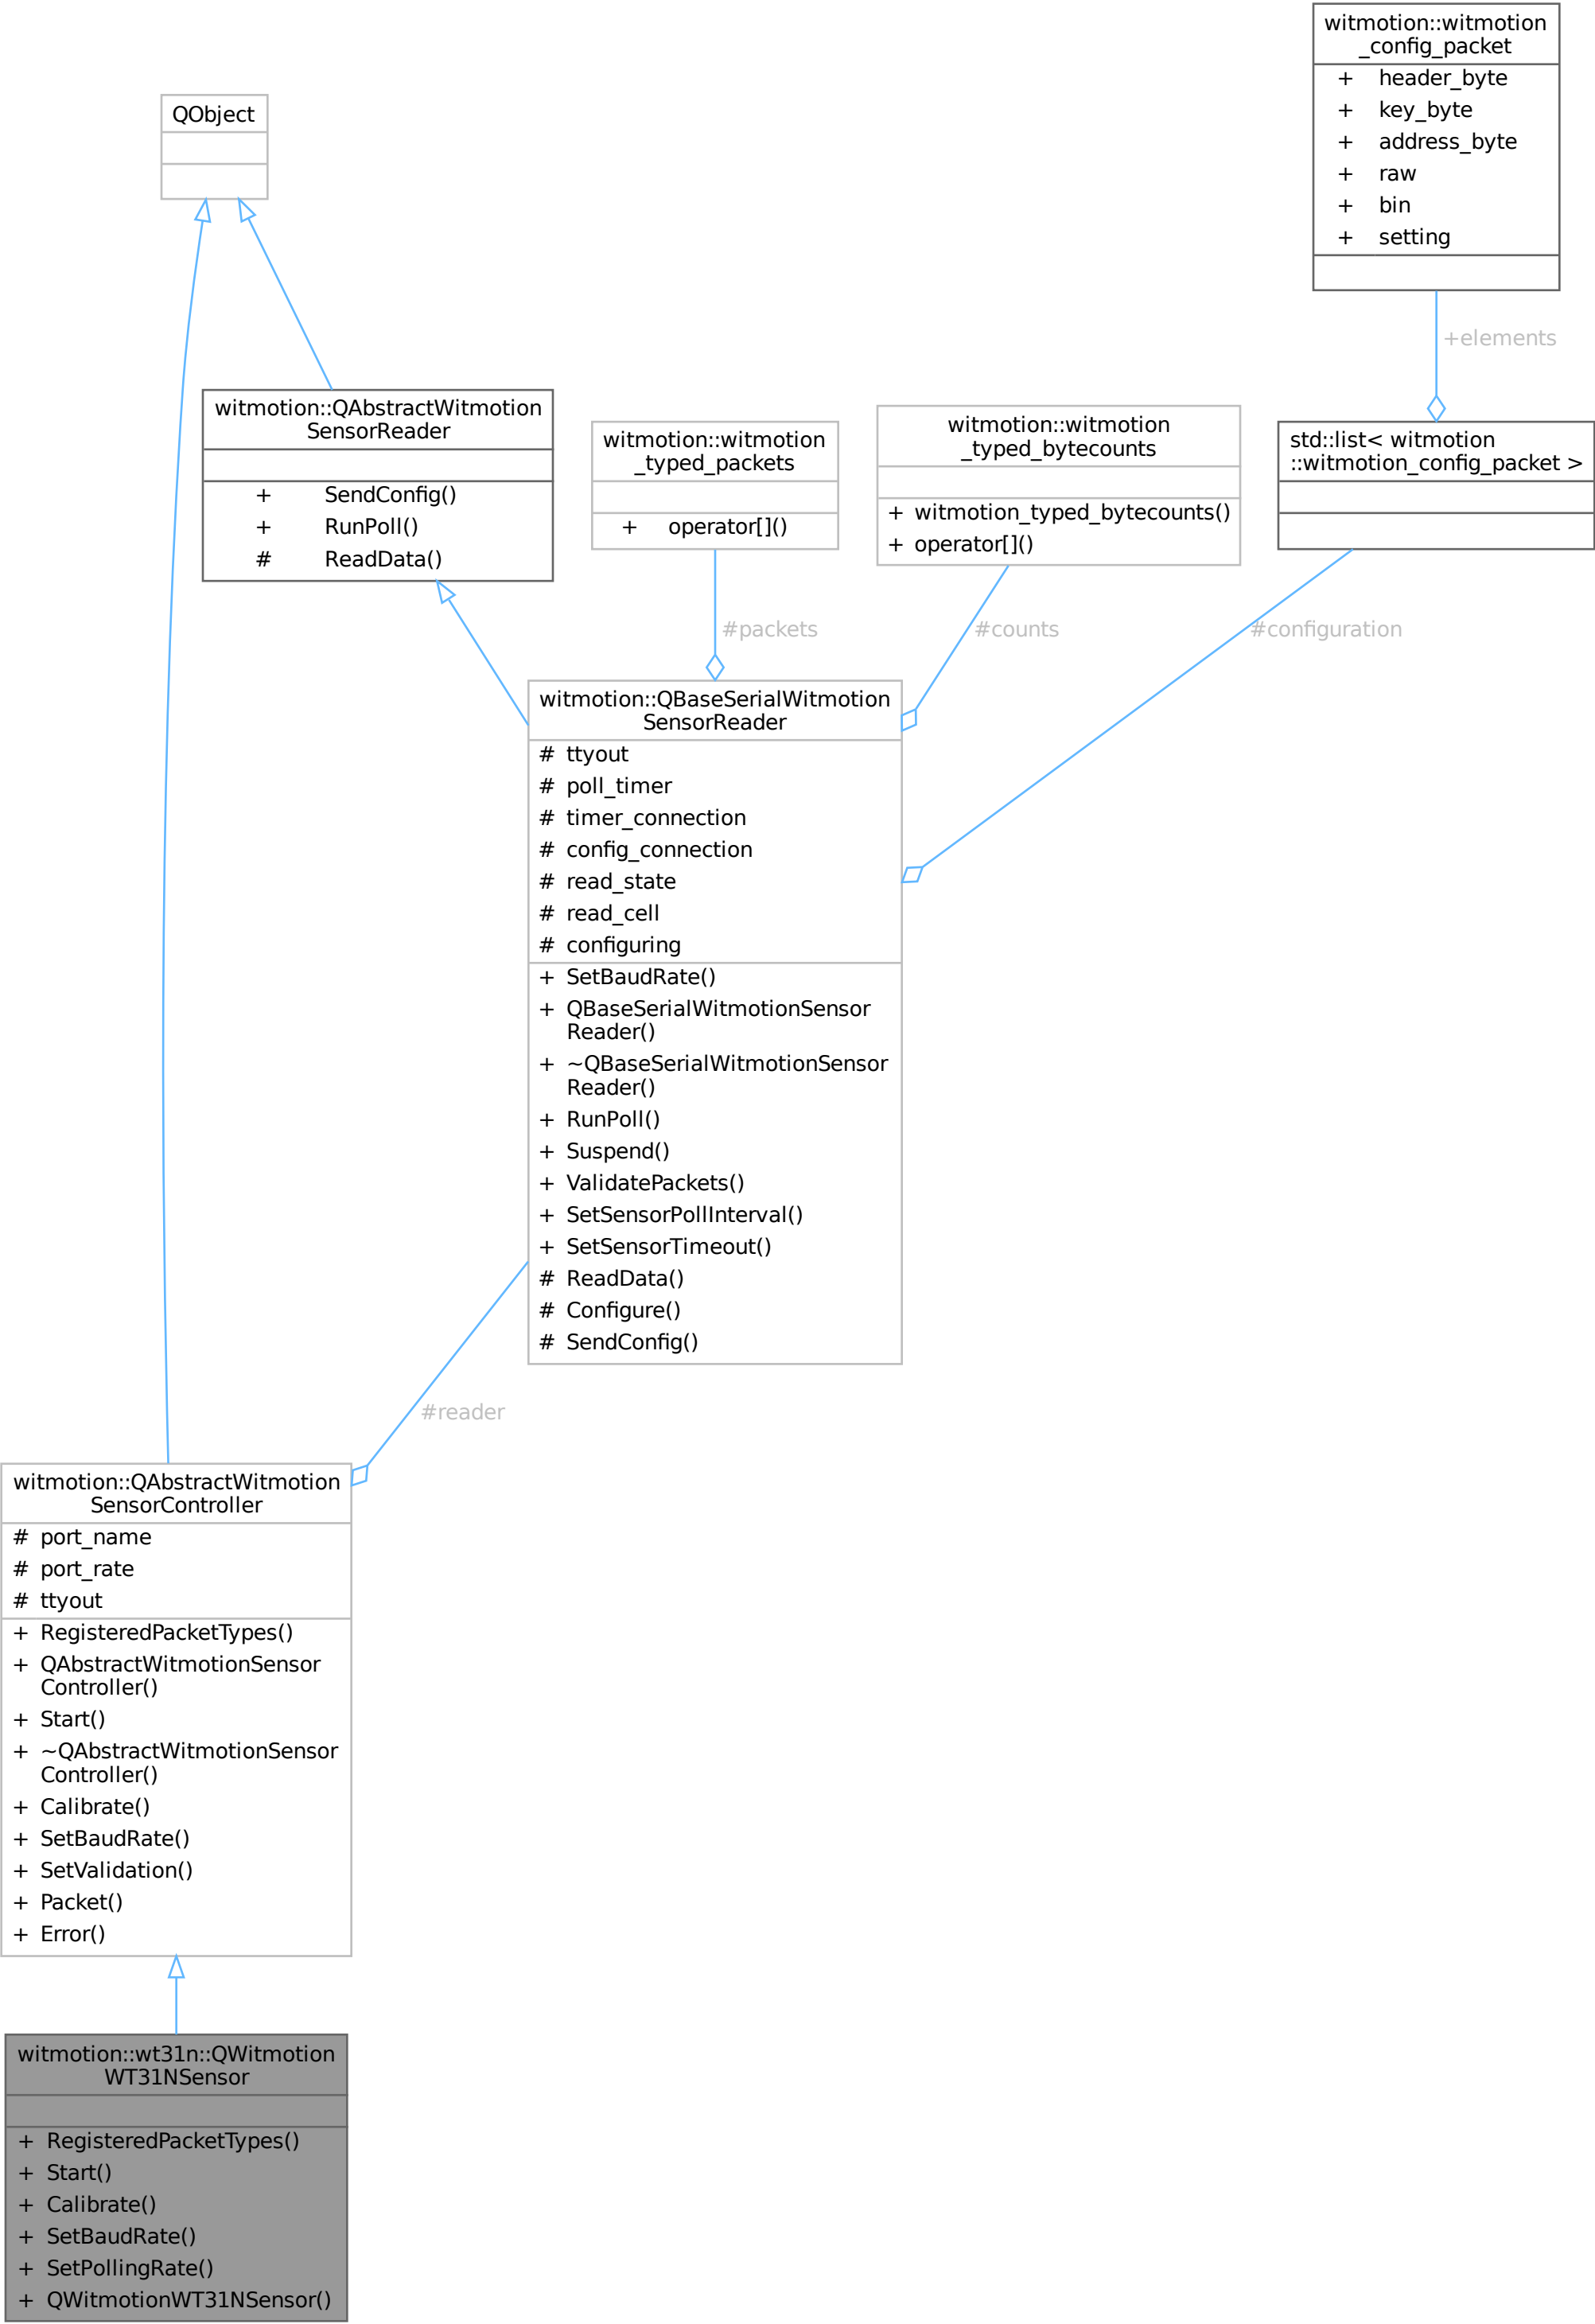 witmotion::witmotion
_config_packet
+ header_byte
+ key_byte
+ address_byte
+ raw
+ bin
+ setting
QObject
+elements
witmotion::QAbstractWitmotion
SensorReader
+ SendConfig()
+ RunPoll()
# ReadData()
witmotion::witmotion
_typed_packets
+ operator[]()
witmotion::witmotion
_typed_bytecounts
+ witmotion_typed_bytecounts()
+ operator[]()
std::list< witmotion
::witmotion_config_packet >
#packets
#counts
#configuration
witmotion::QBaseSerialWitmotion
SensorReader
# ttyout
# poll_timer
# timer_connection
# config_connection
# read_state
# read_cell
# configuring
+ SetBaudRate()
+ QBaseSerialWitmotionSensor
Reader()
+ ~QBaseSerialWitmotionSensor
Reader()
+ RunPoll()
+ Suspend()
+ ValidatePackets()
+ SetSensorPollInterval()
+ SetSensorTimeout()
# ReadData()
# Configure()
# SendConfig()
#reader
witmotion::QAbstractWitmotion
SensorController
# port_name
# port_rate
# ttyout
+ RegisteredPacketTypes()
+ QAbstractWitmotionSensor
Controller()
+ Start()
+ ~QAbstractWitmotionSensor
Controller()
+ Calibrate()
+ SetBaudRate()
+ SetValidation()
+ Packet()
+ Error()
witmotion::wt31n::QWitmotion
WT31NSensor
+ RegisteredPacketTypes()
+ Start()
+ Calibrate()
+ SetBaudRate()
+ SetPollingRate()
+ QWitmotionWT31NSensor()